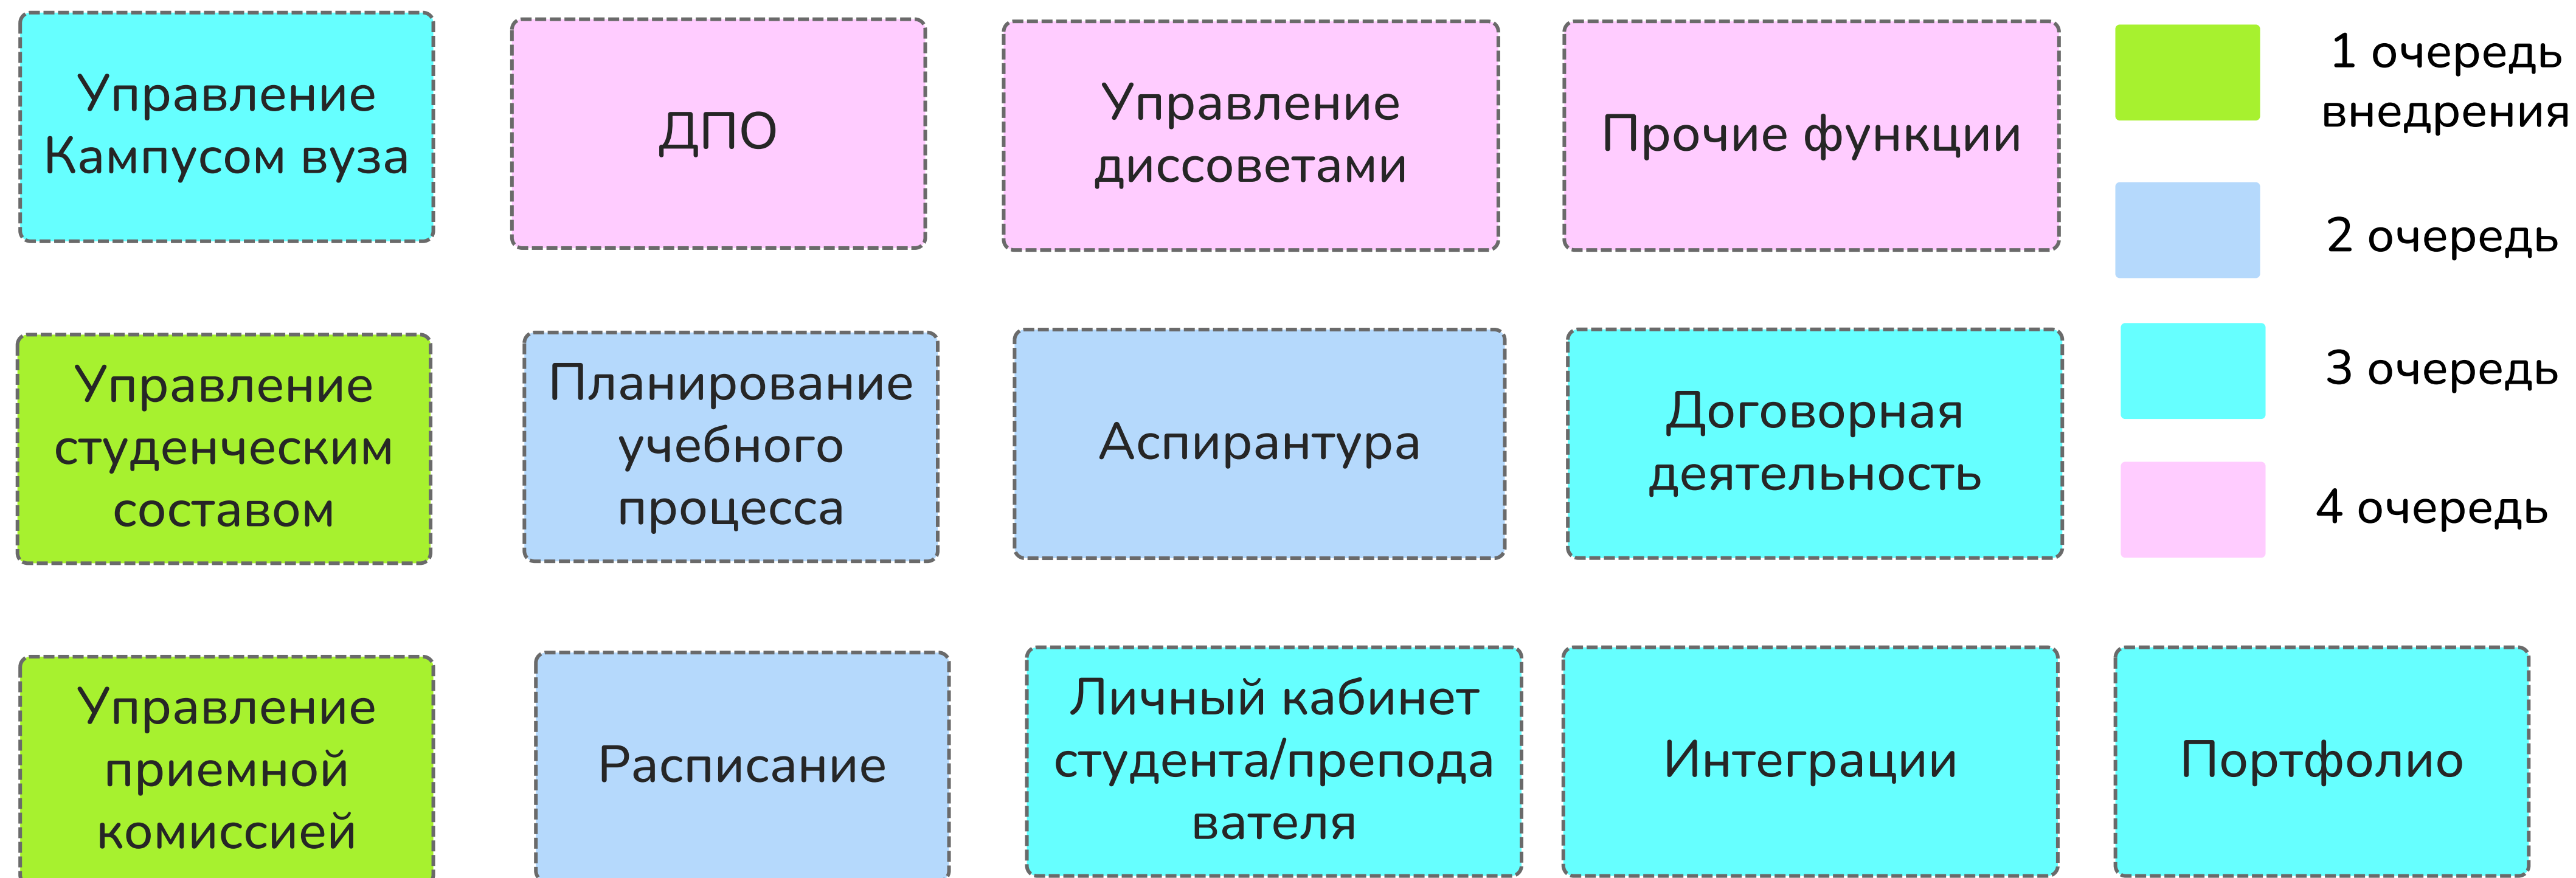 Управление
Кампусом вуза
ДПО
Управление
диссоветами
Прочие функции
1 очередь
внедрения
2 очередь
3 очередь
4 очередь
Управление
студенческим
составом
Планирование
учебного
процесса
Аспирантура
Договорная
деятельность
Управление
приемной
комиссией
Расписание
Личный кабинет
студента/препода
вателя
Интеграции
Портфолио